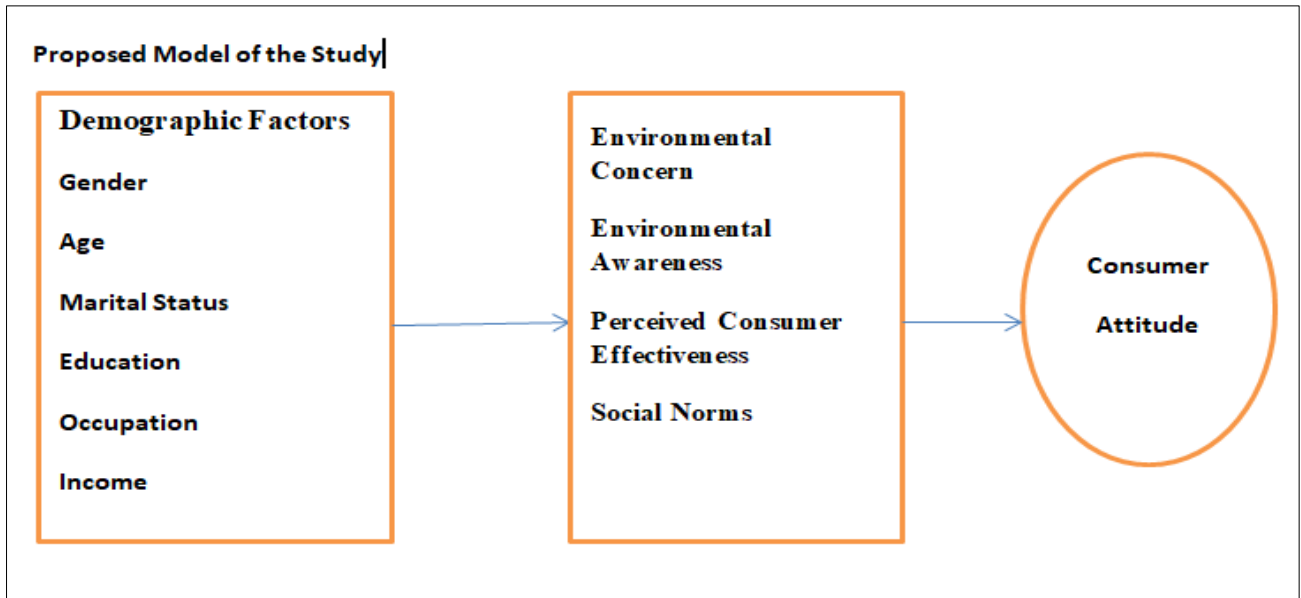 Proposed Model of the Study
Demographic Factors
Gender
Age
Marital Status
Education
Occupation
Income
Environmental
Concern
Environmental
Awareness
Perceived Consumer
Effectiveness
Social Norms
Consumer
Attitude